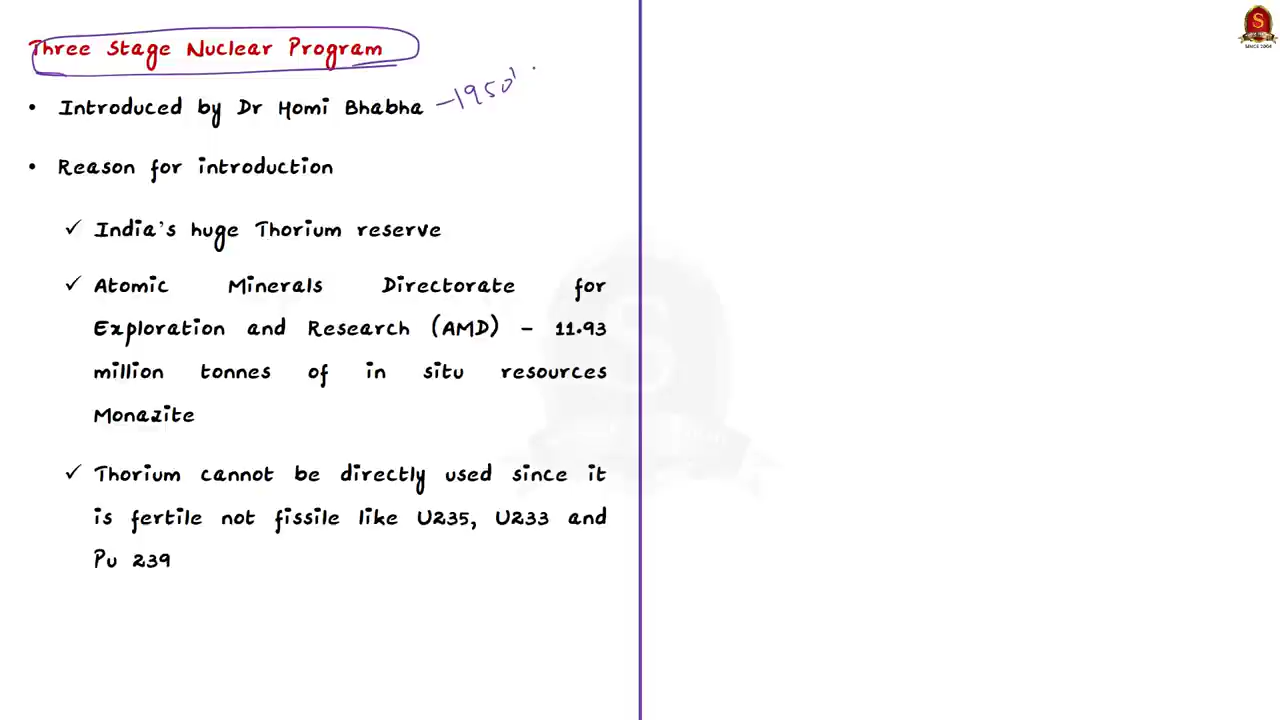 Three Stage Nuclear Program
• Introduced by Dr Homi Bhabha -1950'
• Reason for introduction
✓ India's huge Thorium reserve
✓ Atomic Minerals Directorate for
Exploration and Research (AMD) - 11.93
million tonnes of in situ resources
Monazite
✓ Thorium cannot be directly used since it
is fertile not fissile like U235, U233 and
Pu 239
S
SINCE 2004